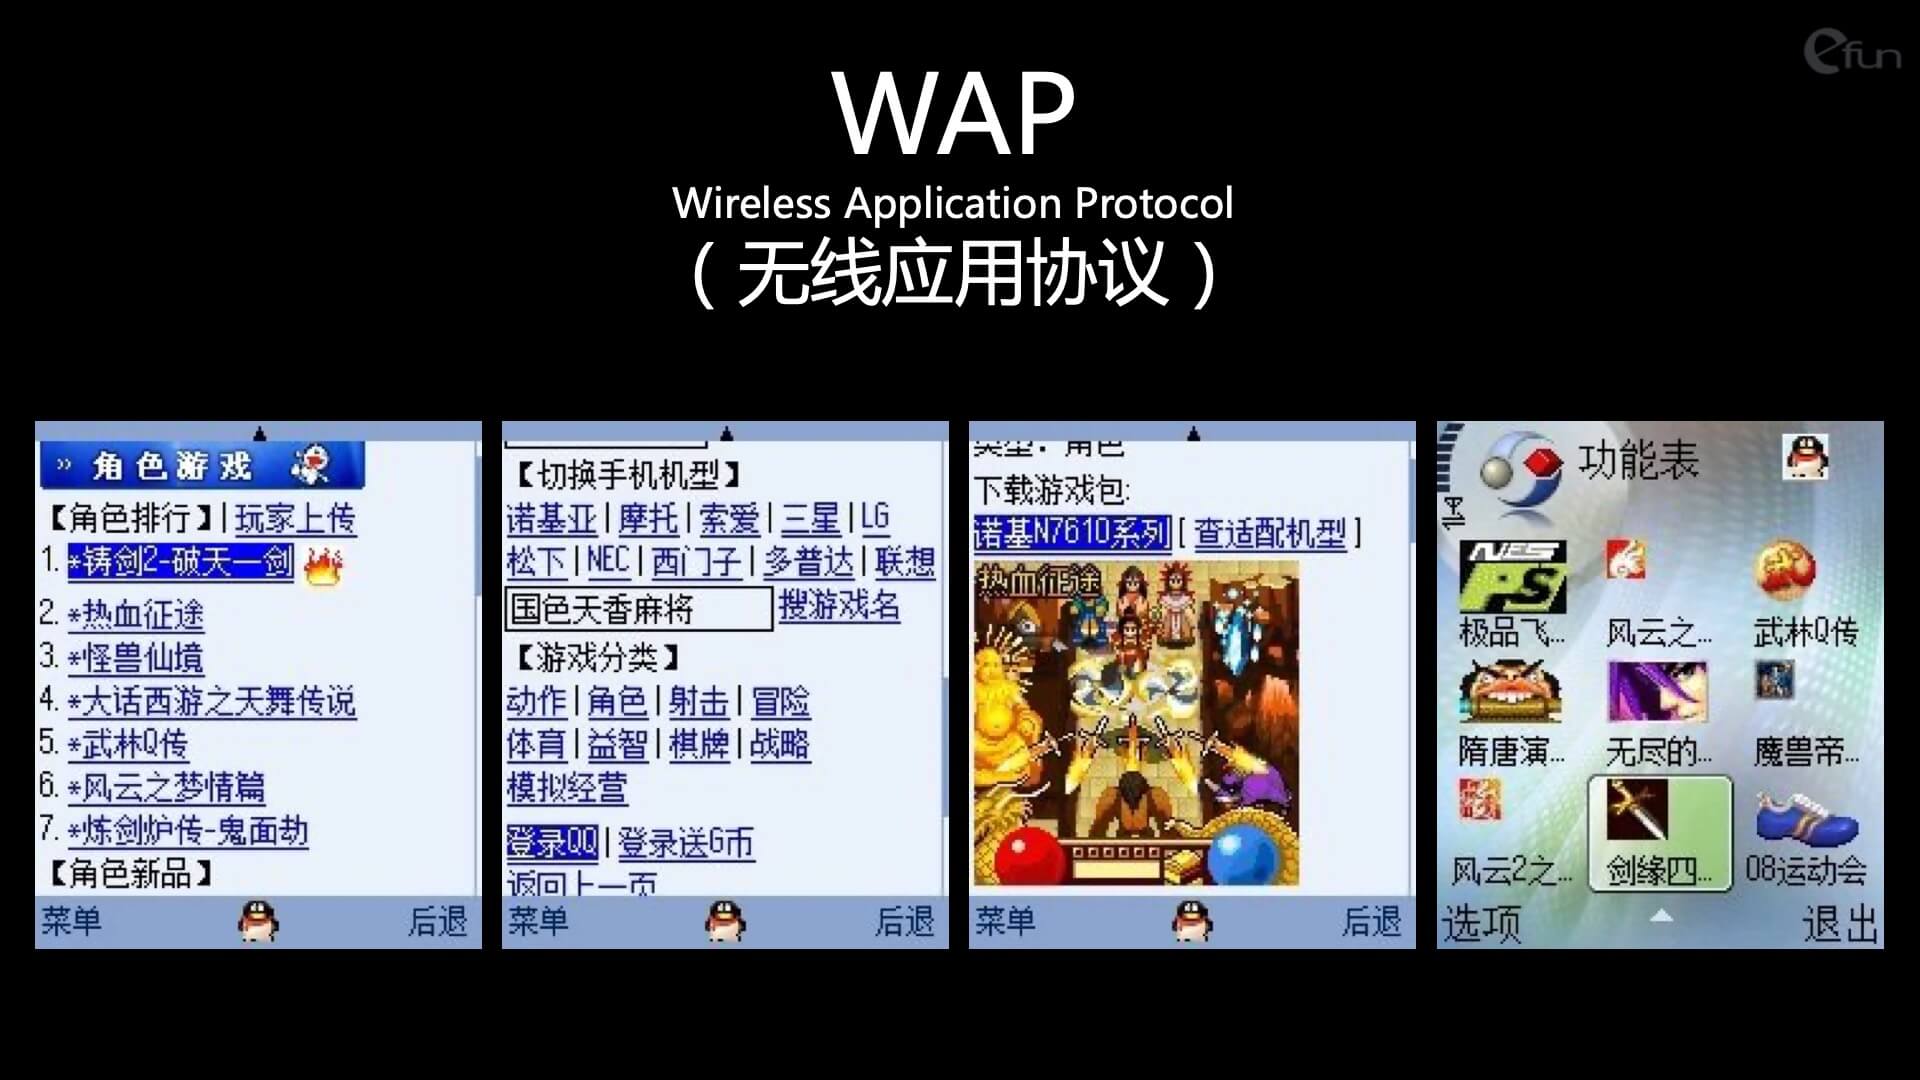 efun
WAP
Wireless Application Protocol
（无线应用协议）
» 角色游戏
【角色排行】|玩家上传
1. *铸剑2-破天一剑
2. *热血征途
3. *怪兽仙境
4. *大话西游之天舞传说
5. *武林Q传
6. *风云之梦情篇
7. *炼剑炉传-鬼面劫
【角色新品】
菜单 后退
【切换手机机型】
诺基亚|摩托|索爱|三星|LG
松下|NEC|西门子|多普达|联想
国色天香麻将 搜游戏名
【游戏分类】
动作|角色|射击|冒险
体育|益智|棋牌|战略
模拟经营
登录QQ|登录送G币
返回上一页
菜单 后退
类型：角色
下载游戏包:
诺基N7610系列[查适配机型]
热血征途
菜单 后退
功能表
极品飞... 风云之... 武林Q传
隋唐演... 无尽的... 魔兽帝...
风云2之... 剑缘四... 08运动会
选项 退出